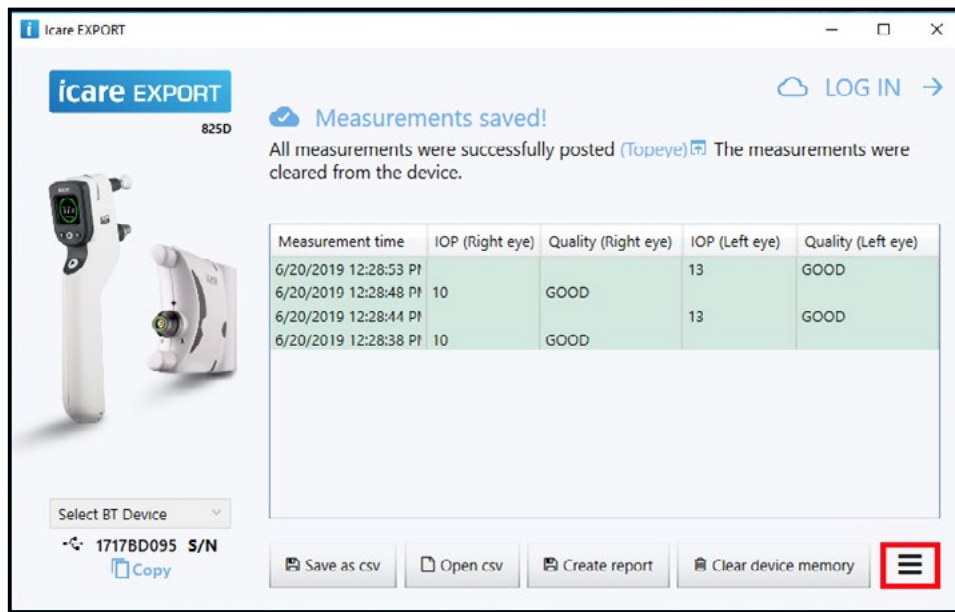 Icare EXPORT
icare EXPORT
825D
LOG IN
Measurements saved!
All measurements were successfully posted (Topeye) The measurements were
cleared from the device.
Measurement time IOP (Right eye) Quality (Right eye) IOP (Left eye) Quality (Left eye)
6/20/2019 12:28:53 PM 13 GOOD
6/20/2019 12:28:48 PM 10 GOOD
6/20/2019 12:28:44 PM 13 GOOD
6/20/2019 12:28:38 PM 10 GOOD
Select BT Device
1717BD095 S/N
Copy
Save as csv Open csv Create report Clear device memory